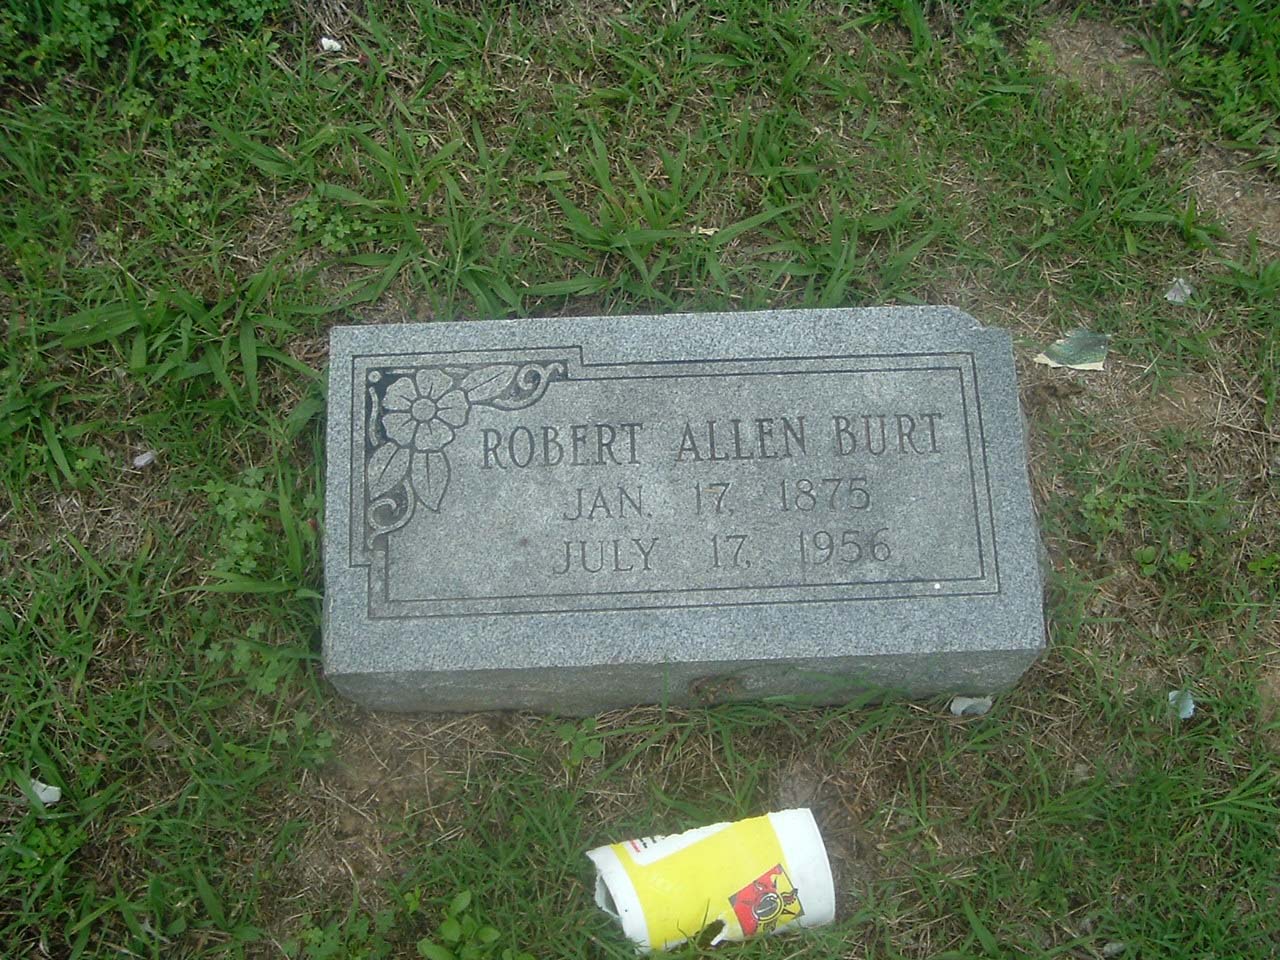 ROBERT ALLEN BURT
JAN. 17, 1875
JULY 17, 1956